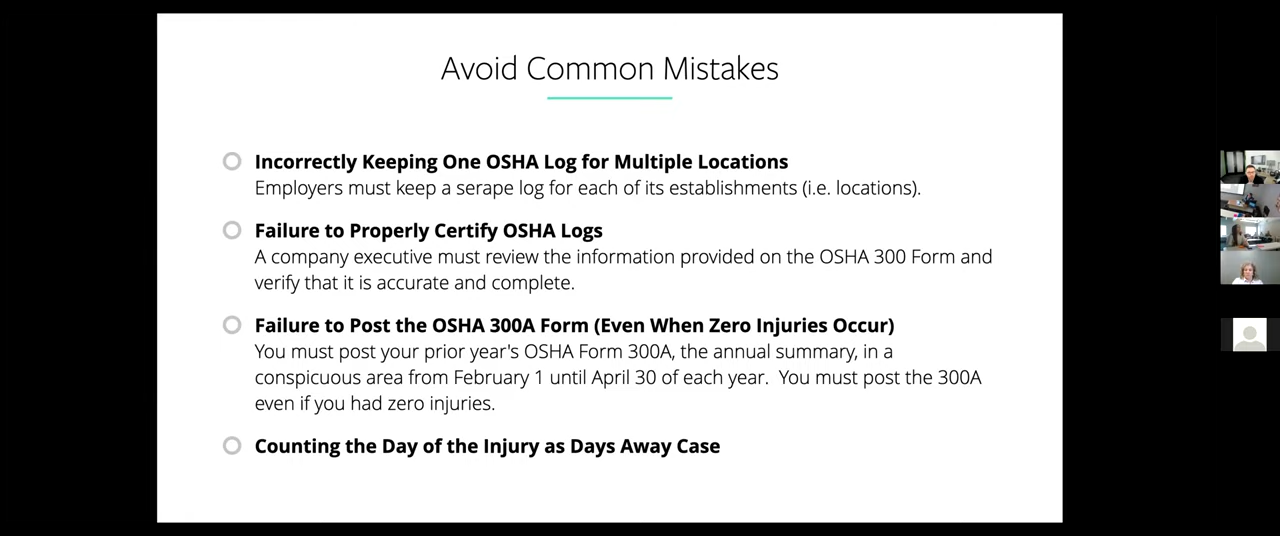 Avoid Common Mistakes
Incorrectly Keeping One OSHA Log for Multiple Locations
Employers must keep a serape log for each of its establishments (i.e. locations).
Failure to Properly Certify OSHA Logs
A company executive must review the information provided on the OSHA 300 Form and
verify that it is accurate and complete.
Failure to Post the OSHA 300A Form (Even When Zero Injuries Occur)
You must post your prior year's OSHA Form 300A, the annual summary, in a
conspicuous area from February 1 until April 30 of each year.  You must post the 300A
even if you had zero injuries.
Counting the Day of the Injury as Days Away Case